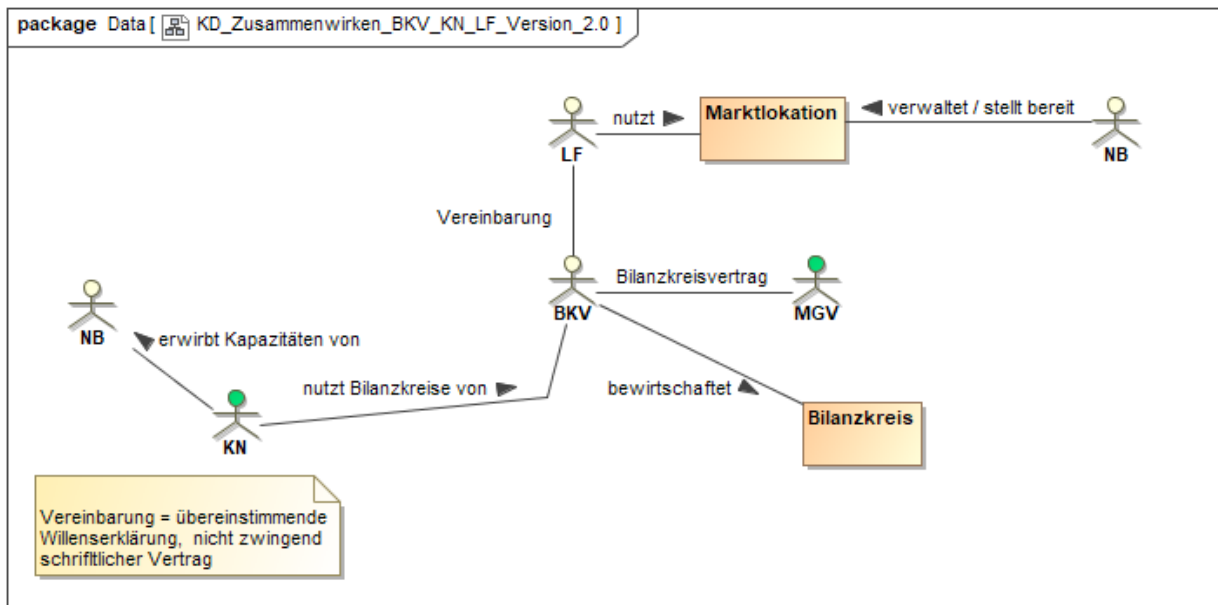 package Data [ KD_Zusammenwirken_BKV_KN_LF_Version_2.0 ]
nutzt
Marktlokation
verwaltet / stellt bereit
LF
NB
Vereinbarung
Bilanzkreisvertrag
BKV
MGV
NB
erwirbt Kapazitäten von
nutzt Bilanzkreise von
bewirtschaftet
Bilanzkreis
KN
Vereinbarung = übereinstimmende
Willenserklärung, nicht zwingend
schrifltlicher Vertrag